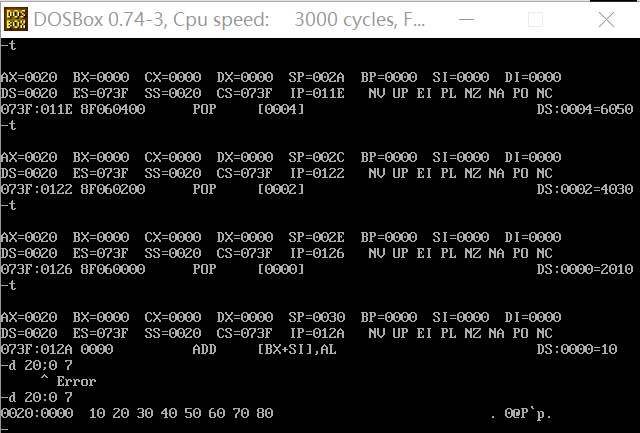 DOS BOX DOSBox 0.74-3, Cpu speed: 3000 cycles, F...
-t
AX=0020 BX=0000 CX=0000 DX=0000 SP=002A BP=0000 SI=0000 DI=0000
DS=0020 ES=073F SS=0020 CS=073F IP=011E NV UP EI PL NZ NA PO NC
073F:011E 8F060400 POP [0004] DS:0004=6050
-t
AX=0020 BX=0000 CX=0000 DX=0000 SP=002C BP=0000 SI=0000 DI=0000
DS=0020 ES=073F SS=0020 CS=073F IP=0122 NV UP EI PL NZ NA PO NC
073F:0122 8F060200 POP [0002] DS:0002=4030
-t
AX=0020 BX=0000 CX=0000 DX=0000 SP=002E BP=0000 SI=0000 DI=0000
DS=0020 ES=073F SS=0020 CS=073F IP=0126 NV UP EI PL NZ NA PO NC
073F:0126 8F060000 POP [0000] DS:0000=2010
-t
AX=0020 BX=0000 CX=0000 DX=0000 SP=0030 BP=0000 SI=0000 DI=0000
DS=0020 ES=073F SS=0020 CS=073F IP=012A NV UP EI PL NZ NA PO NC
073F:012A 0000 ADD [BX+SI],AL DS:0000=10
-d 20;0 7
^ Error
-d 20:0 7
0020:0000 10 20 30 40 50 60 70 80 . 0@P`p.
-